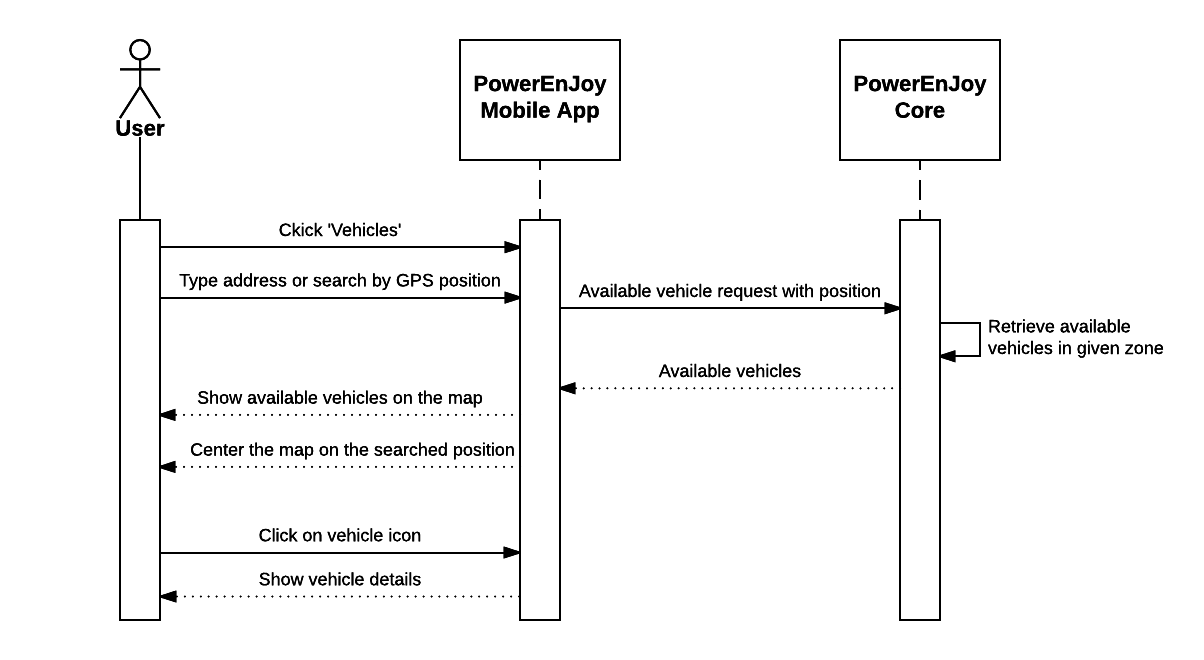 User
PowerEnJoy
Mobile App
PowerEnJoy
Core
Ckick 'Vehicles'
Type address or search by GPS position
Available vehicle request with position
Retrieve available
vehicles in given zone
Available vehicles
Show available vehicles on the map
Center the map on the searched position
Click on vehicle icon
Show vehicle details